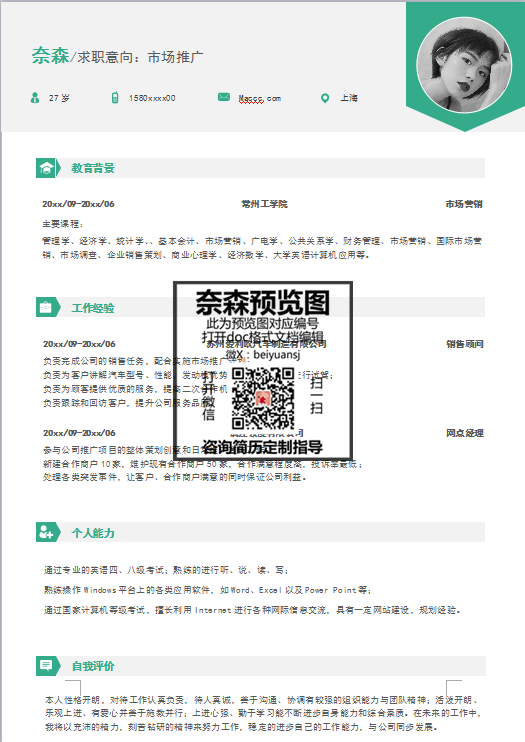 奈森/求职意向：市场推广
27 岁 1580xxxx00 Maccc.com 上海
教育背景
20xx/09-20xx/06 常州工学院 市场营销
主要课程：
管理学、经济学、统计学、、基本会计、市场营销、广电学、公共关系学、财务管理、市场营销、国际市场营
销、市场调查、企业销售策划、商业心理学、经济数学、大学英语计算机应用等。
奈森预览图
此为预览图对应编号
打开doc格式文档编辑
微X：beiyuansj
打开微信
扫一扫
咨询简历定制指导
工作经验
20xx/09-20xx/06 苏州爱利欧汽车制造有限公司 销售顾问
负责完成公司的销售任务，配合实施市场推广计划；
负责为客户讲解汽车型号、性能、发动机优势
负责为顾客提供优质的服务，提高二次合作机
负责跟踪和回访客户，提升公司服务品
20xx/09-20xx/06 有限公司 网点经理
参与公司推广项目的整体策划创意和日
新建合作商户 10 家，维护现有合作商户 50 家，合作满意程度高，投诉率最低；
处理各类突发事件，让客户、合作商户满意的同时保证公司利益。
个人能力
通过专业的英语四、八级考试；熟练的进行听、说、读、写；
熟练操作 Windows 平台上的各类应用软件，如 Word、Excel 以及 Power Point 等；
通过国家计算机等级考试，擅长利用 Internet 进行各种网际信息交流，具有一定网站建设，规划经验。
自我评价
本人性格开朗，对待工作认真负责，待人真诚，善于沟通、协调有较强的组织能力与团队精神；活泼开朗、
乐观上进、有爱心并善于施教并行；上进心强、勤于学习能不断进步自身能力和综合素质。在未来的工作中，
我将以充沛的精力，刻苦钻研的精神来努力工作，稳定的进步自己的工作能力，与公司同步发展。